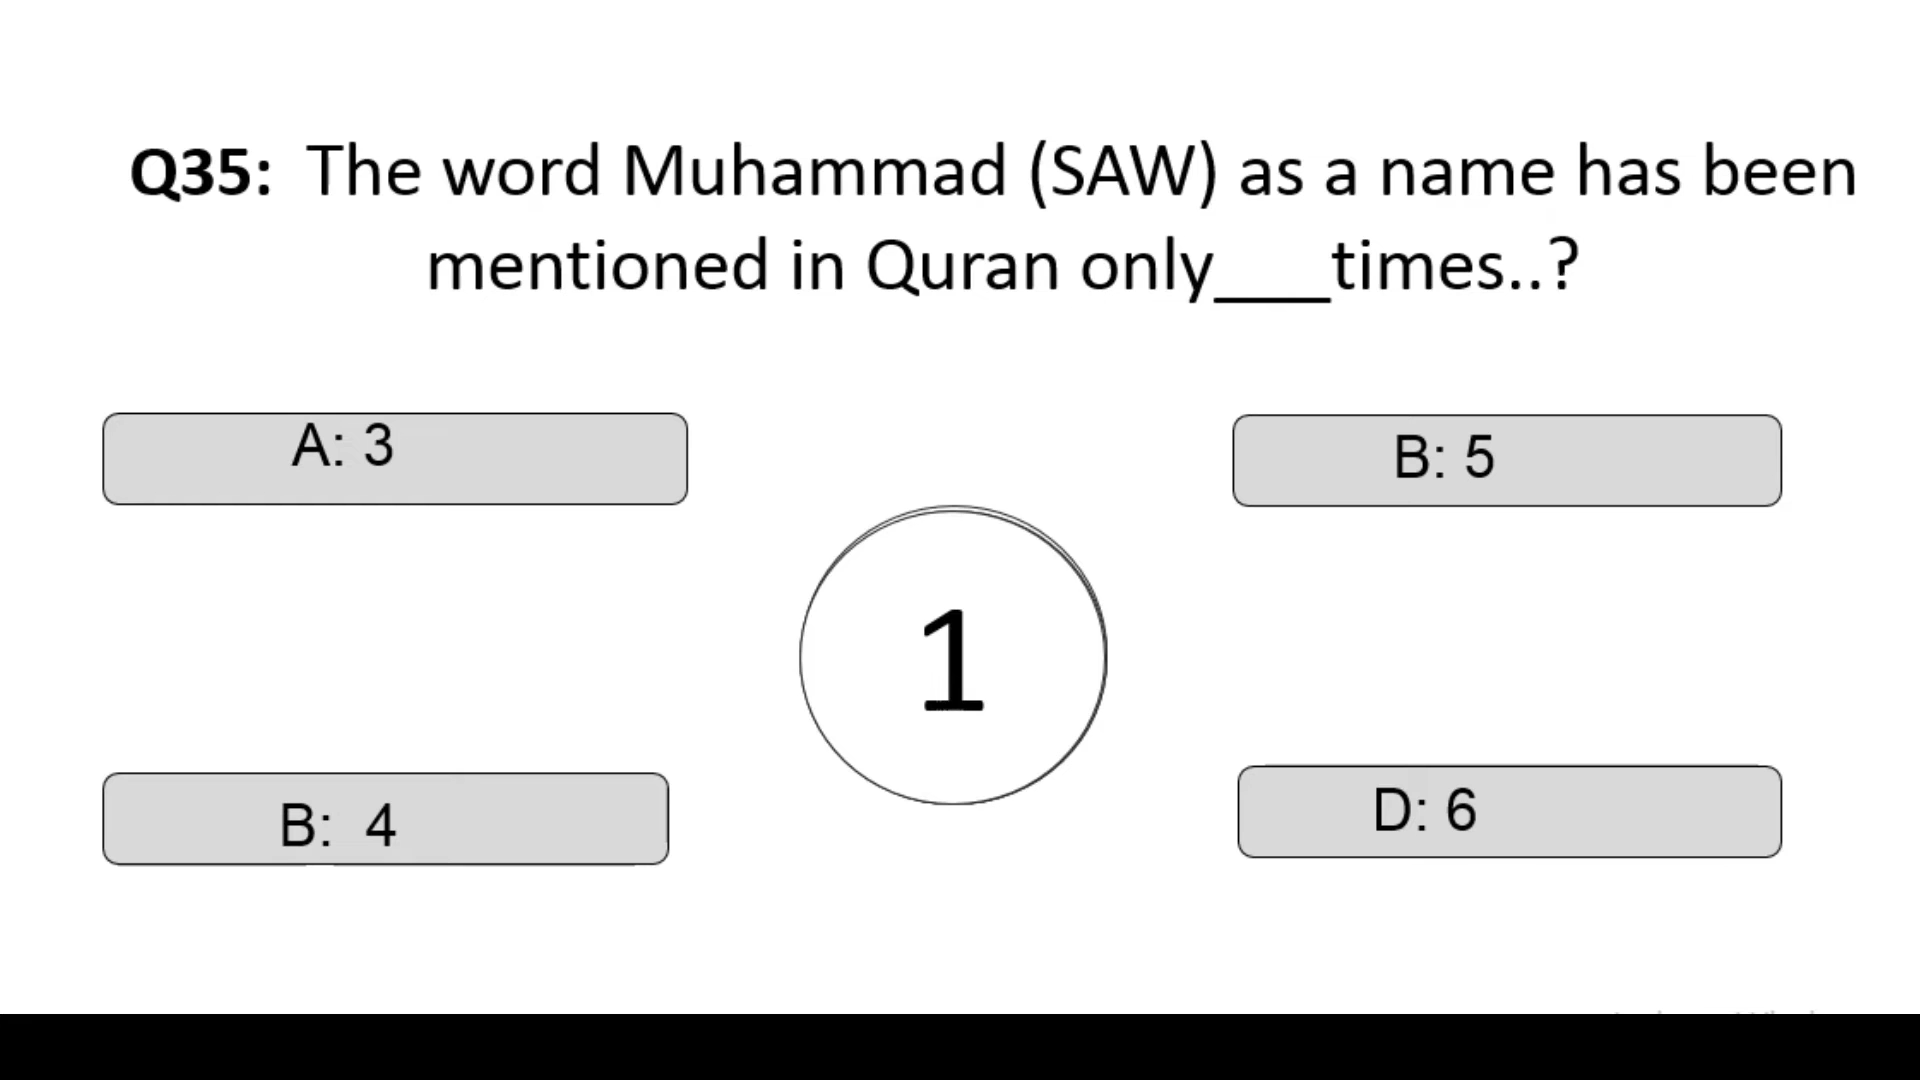 Q35: The word Muhammad (SAW) as a name has been
mentioned in Quran only___times..?
A: 3
B: 5
1
B: 4
D: 6